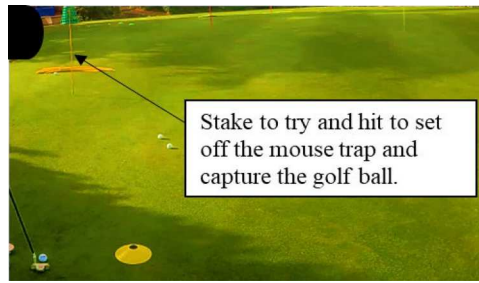 Stake to try and hit to set
off the mouse trap and
capture the golf ball.